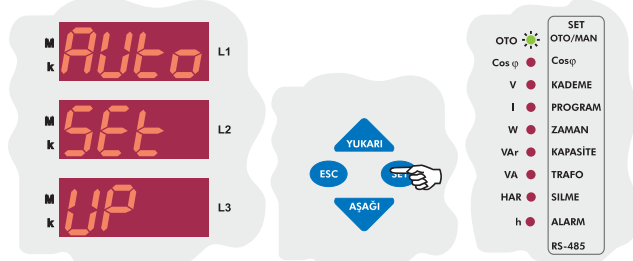 M
k
AUto
L1
M
k
SEt
L2
M
k
UP
L3
YUKARI
ESC
SET
AŞAĞI
SET
OTO OTO/MAN
Cos φ Cosφ
V KADEME
I PROGRAM
W ZAMAN
VAr KAPASİTE
VA TRAFO
HAR SILME
h ALARM
RS-485